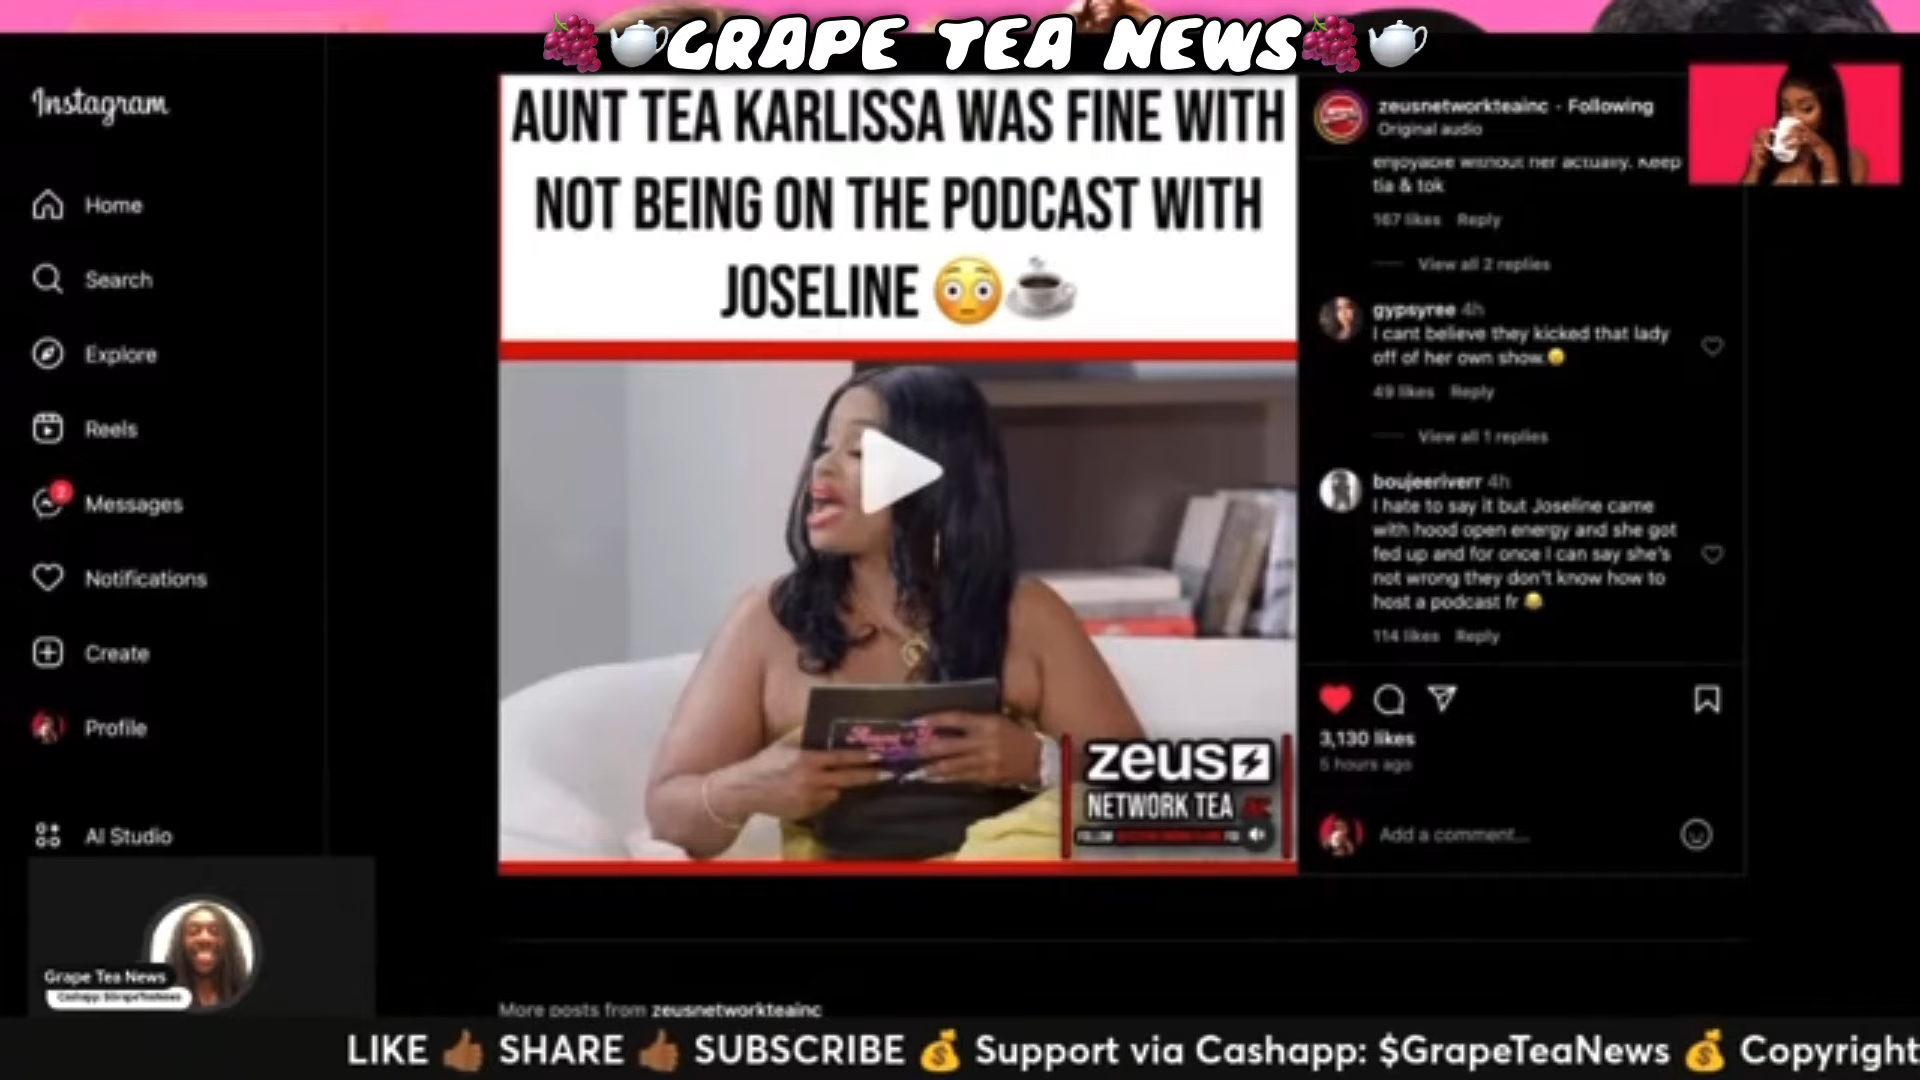 GRAPE TEA NEWS
Instagram
Home
Search
Explore
Reels
2
Messages
Notifications
Create
Profile
AI Studio
AUNT TEA KARLISSA WAS FINE WITH
NOT BEING ON THE PODCAST WITH
JOSELINE
zeus
NETWORK TEA
FOLLOW
zeusnetworkteainc · Following
Original audio
enjoyable without her actually. Keep
tia & tok
167 likes Reply
View all 2 replies
gypsyree 4h
I cant believe they kicked that lady
off of her own show.
49 likes Reply
View all 1 replies
boujeeriverr 4h
I hate to say it but Joseline came
with hood open energy and she got
fed up and for once I can say she's
not wrong they don't know how to
host a podcast fr
114 likes Reply
3,130 likes
5 hours ago
Add a comment...
Grape Tea News
Cashapp: $GrapeTeaNews
More posts from zeusnetworkteainc
LIKE 👍🏾 SHARE 👍🏾 SUBSCRIBE 💰 Support via Cashapp: $GrapeTeaNews 💰 Copyright